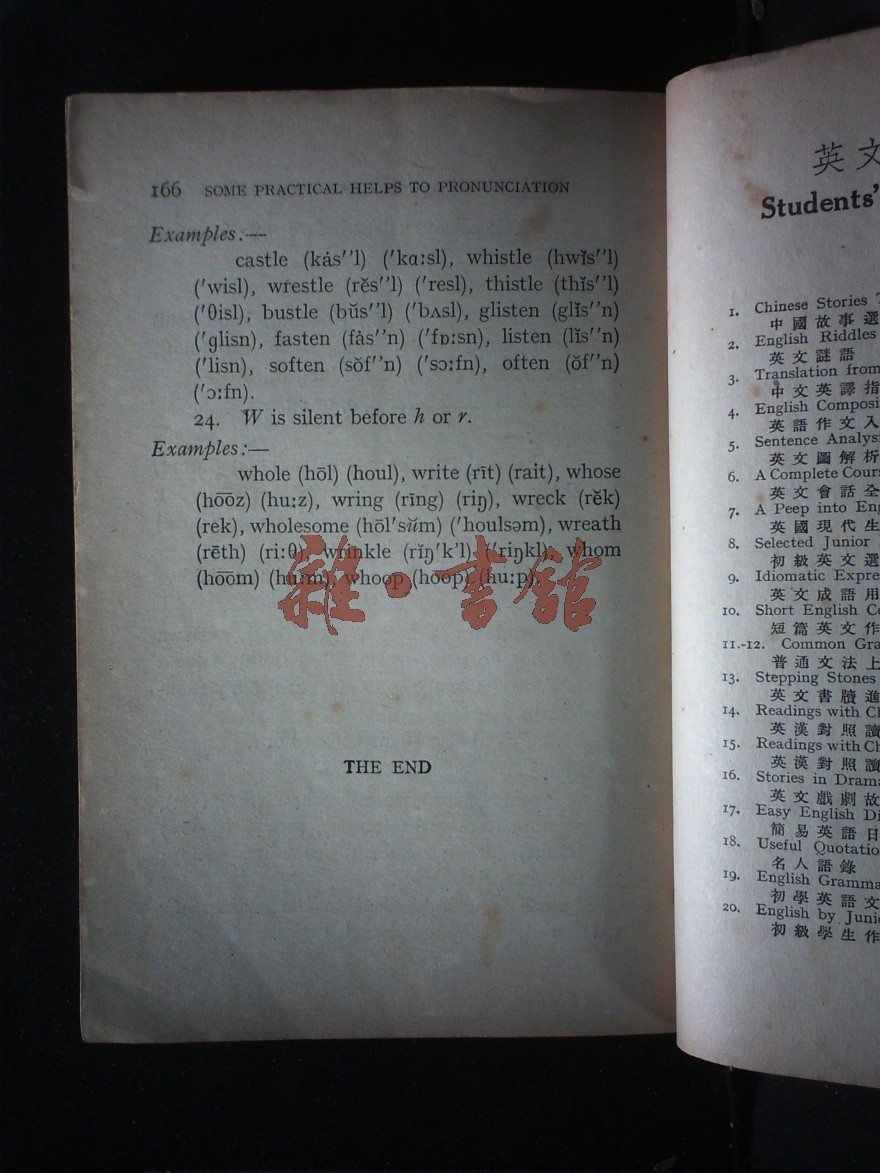 166 SOME PRACTICAL HELPS TO PRONUNCIATION
Examples:—
castle (kȧs''l) ('kɑ:sl), whistle (hwĭs''l)
('wisl), wrestle (rĕs''l) ('resl), thistle (thĭs''l)
('θisl), bustle (bŭs''l) ('bʌsl), glisten (glĭs''n)
('glisn), fasten (fȧs''n) ('fɒ:sn), listen (lĭs''n)
('lisn), soften (sŏf''n) ('sɔ:fn), often (ŏf''n)
('ɔ:fn).
24. W is silent before h or r.
Examples:—
whole (hōl) (houl), write (rīt) (rait), whose
(ho͞oz) (hu:z), wring (rīng) (riŋ), wreck (rĕk)
(rek), wholesome (hōl'sŭm) ('houlsəm), wreath
(rēth) (ri:θ), wrinkle (rĭŋ'k'l) ('riŋkl), whom
(ho͞om) (hu:m), whoop (hoop) (hu:p).
雜·書館
THE END
英文
Students'
1. Chinese Stories
中國故事選
2. English Riddles
英文謎語
3. Translation from
中文英譯指
4. English Composi
英語作文入
5. Sentence Analysi
英文圖解析
6. A Complete Cours
英文會話全
7. A Peep into Eng
英國現代生
8. Selected Junior
初級英文選
9. Idiomatic Expre
英文成語用
10. Short English Co
短篇英文作
11.-12. Common Gra
普通文法上
13. Stepping Stones
英文書牘進
14. Readings with Ch
英漢對照讀
15. Readings with Ch
英漢對照讀
16. Stories in Drama
英文戲劇故
17. Easy English Di
簡易英語日
18. Useful Quotatio
名人語錄
19. English Gramma
初學英語文
20. English by Junio
初級學生作